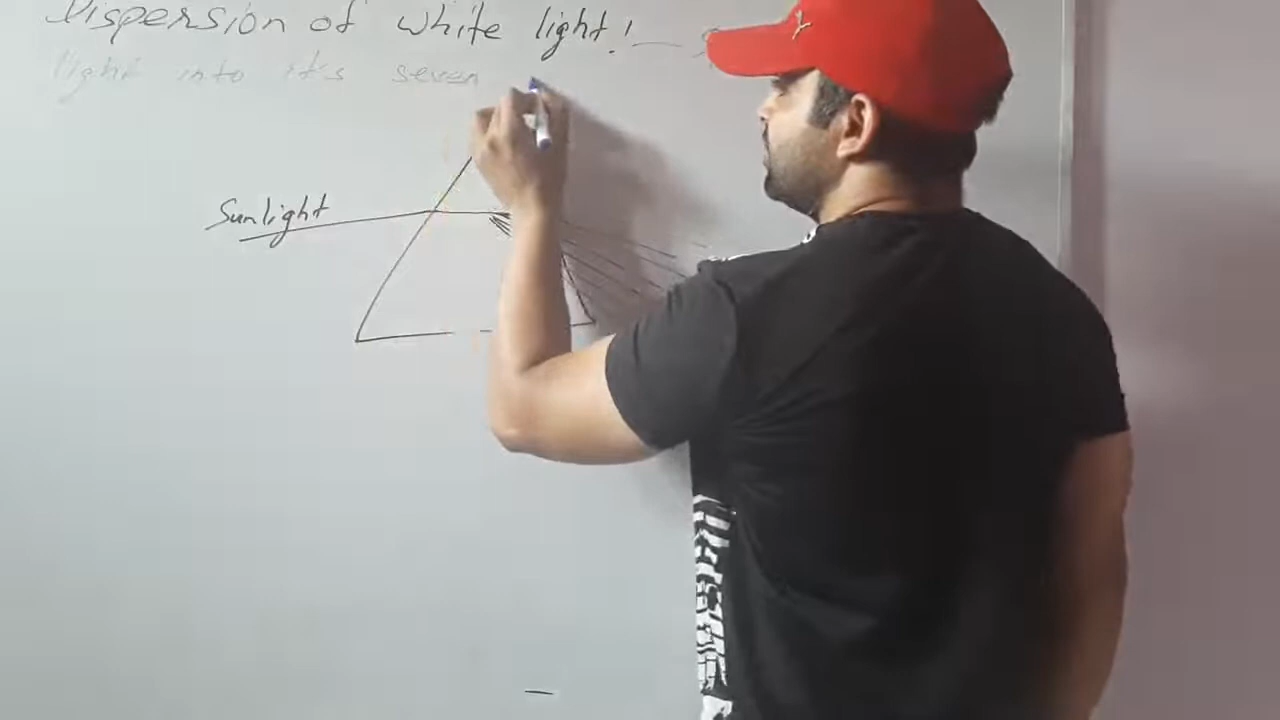 Dispersion of white light!—
light into it's seven
Sunlight